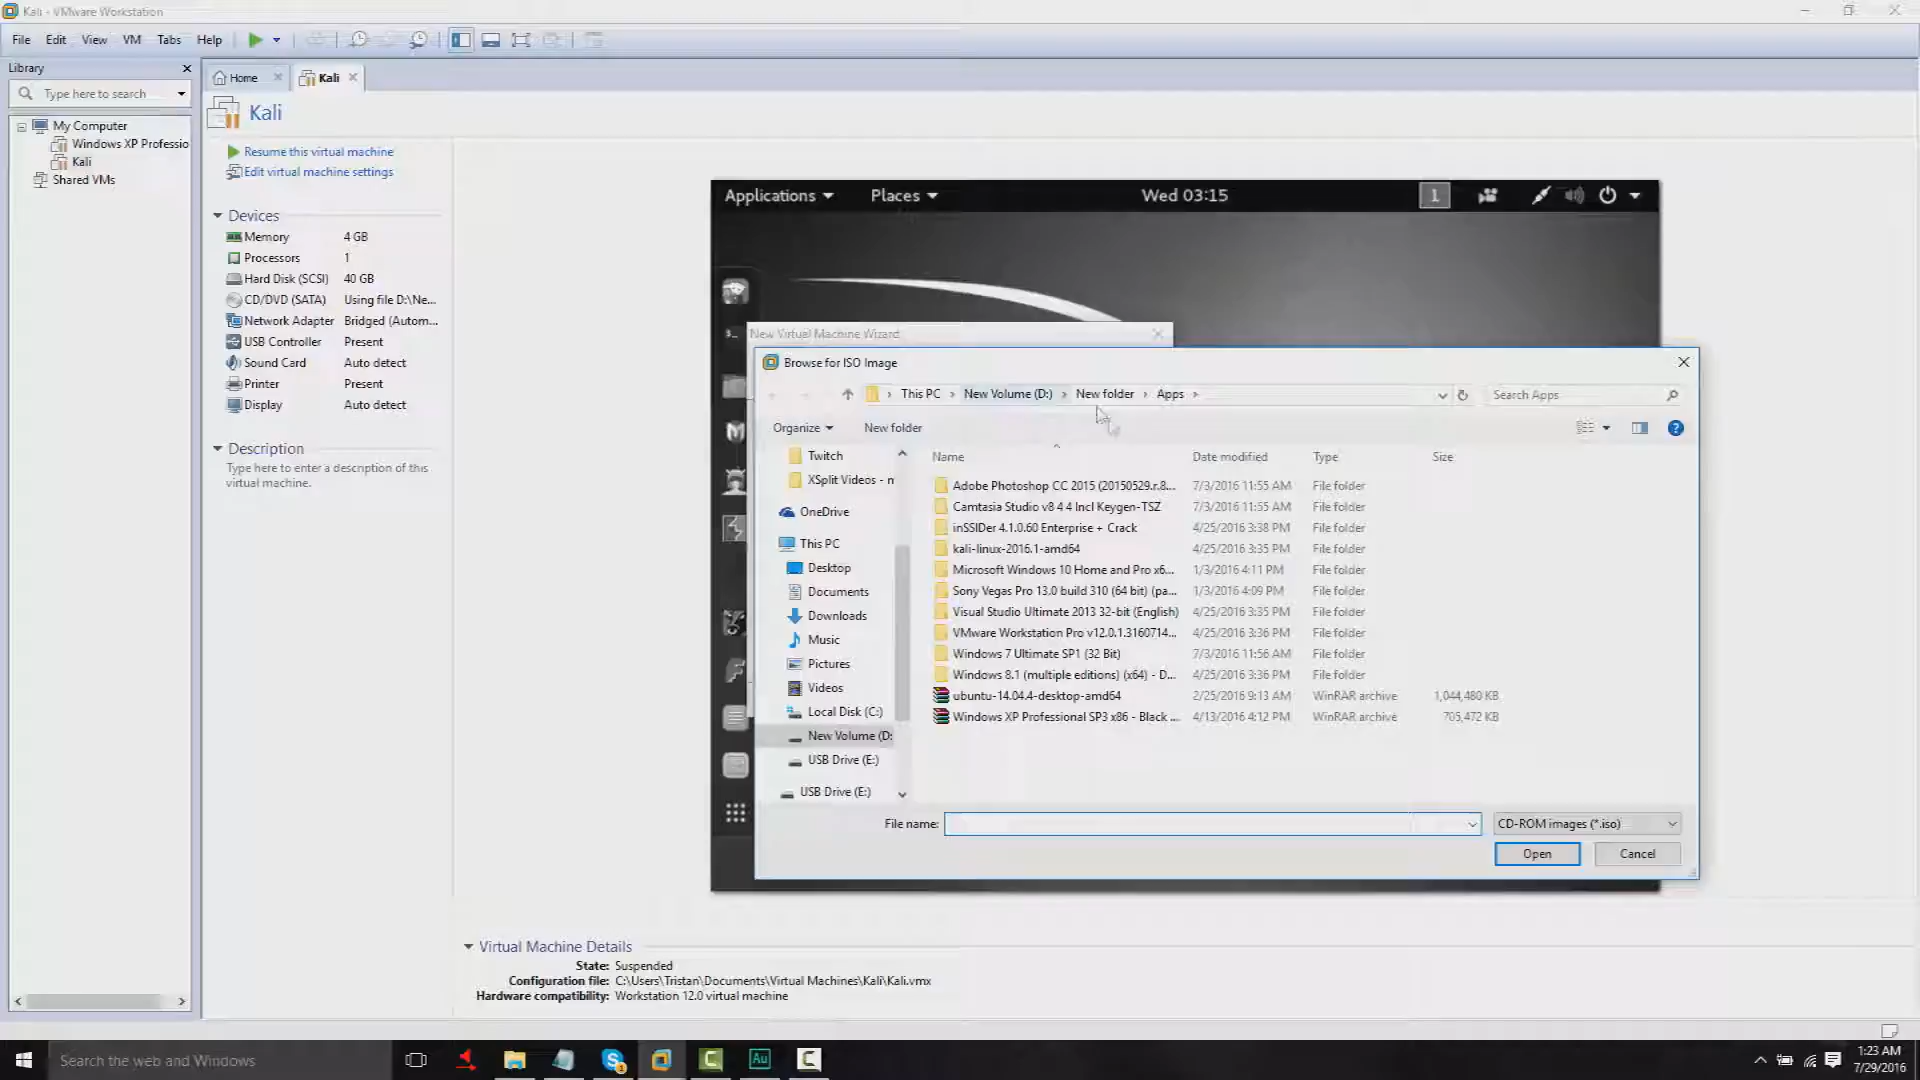 Kali - VMware Workstation
File Edit View VM Tabs Help
Library
Type here to search
My Computer
Windows XP Professio
Kali
Shared VMs
Home
Kali
Kali
Resume this virtual machine
Edit virtual machine settings
Devices
Memory 4 GB
Processors 1
Hard Disk (SCSI) 40 GB
CD/DVD (SATA) Using file D:\Ne...
Network Adapter Bridged (Autom...
USB Controller Present
Sound Card Auto detect
Printer Present
Display Auto detect
Description
Type here to enter a description of this
virtual machine.
Applications Places Wed 03:15 1
New Virtual Machine Wizard
Browse for ISO Image
This PC > New Volume (D:) > New folder > Apps >
Search Apps
Organize New folder
Twitch
XSplit Videos - n
OneDrive
This PC
Desktop
Documents
Downloads
Music
Pictures
Videos
Local Disk (C:)
New Volume (D:
USB Drive (E:)
USB Drive (E:)
Name Date modified Type Size
Adobe Photoshop CC 2015 (20150529.r.8... 7/3/2016 11:55 AM File folder
Camtasia Studio v8 4 4 Incl Keygen-TSZ 7/3/2016 11:55 AM File folder
inSSIDer 4.1.0.60 Enterprise + Crack 4/25/2016 3:38 PM File folder
kali-linux-2016.1-amd64 4/25/2016 3:35 PM File folder
Microsoft Windows 10 Home and Pro x6... 1/3/2016 4:11 PM File folder
Sony Vegas Pro 13.0 build 310 (64 bit) (pa... 1/3/2016 4:09 PM File folder
Visual Studio Ultimate 2013 32-bit (English) 4/25/2016 3:35 PM File folder
VMware Workstation Pro v12.0.1.3160714... 4/25/2016 3:36 PM File folder
Windows 7 Ultimate SP1 (32 Bit) 7/3/2016 11:56 AM File folder
Windows 8.1 (multiple editions) (x64) - D... 4/25/2016 3:36 PM File folder
ubuntu-14.04.4-desktop-amd64 2/25/2016 9:13 AM WinRAR archive 1,044,480 KB
Windows XP Professional SP3 x86 - Black ... 4/13/2016 4:12 PM WinRAR archive 705,472 KB
File name:
CD-ROM images (*.iso)
Open Cancel
Virtual Machine Details
State: Suspended
Configuration file: C:\Users\Tristan\Documents\Virtual Machines\Kali\Kali.vmx
Hardware compatibility: Workstation 12.0 virtual machine
Search the web and Windows
Au
1:23 AM
7/29/2016